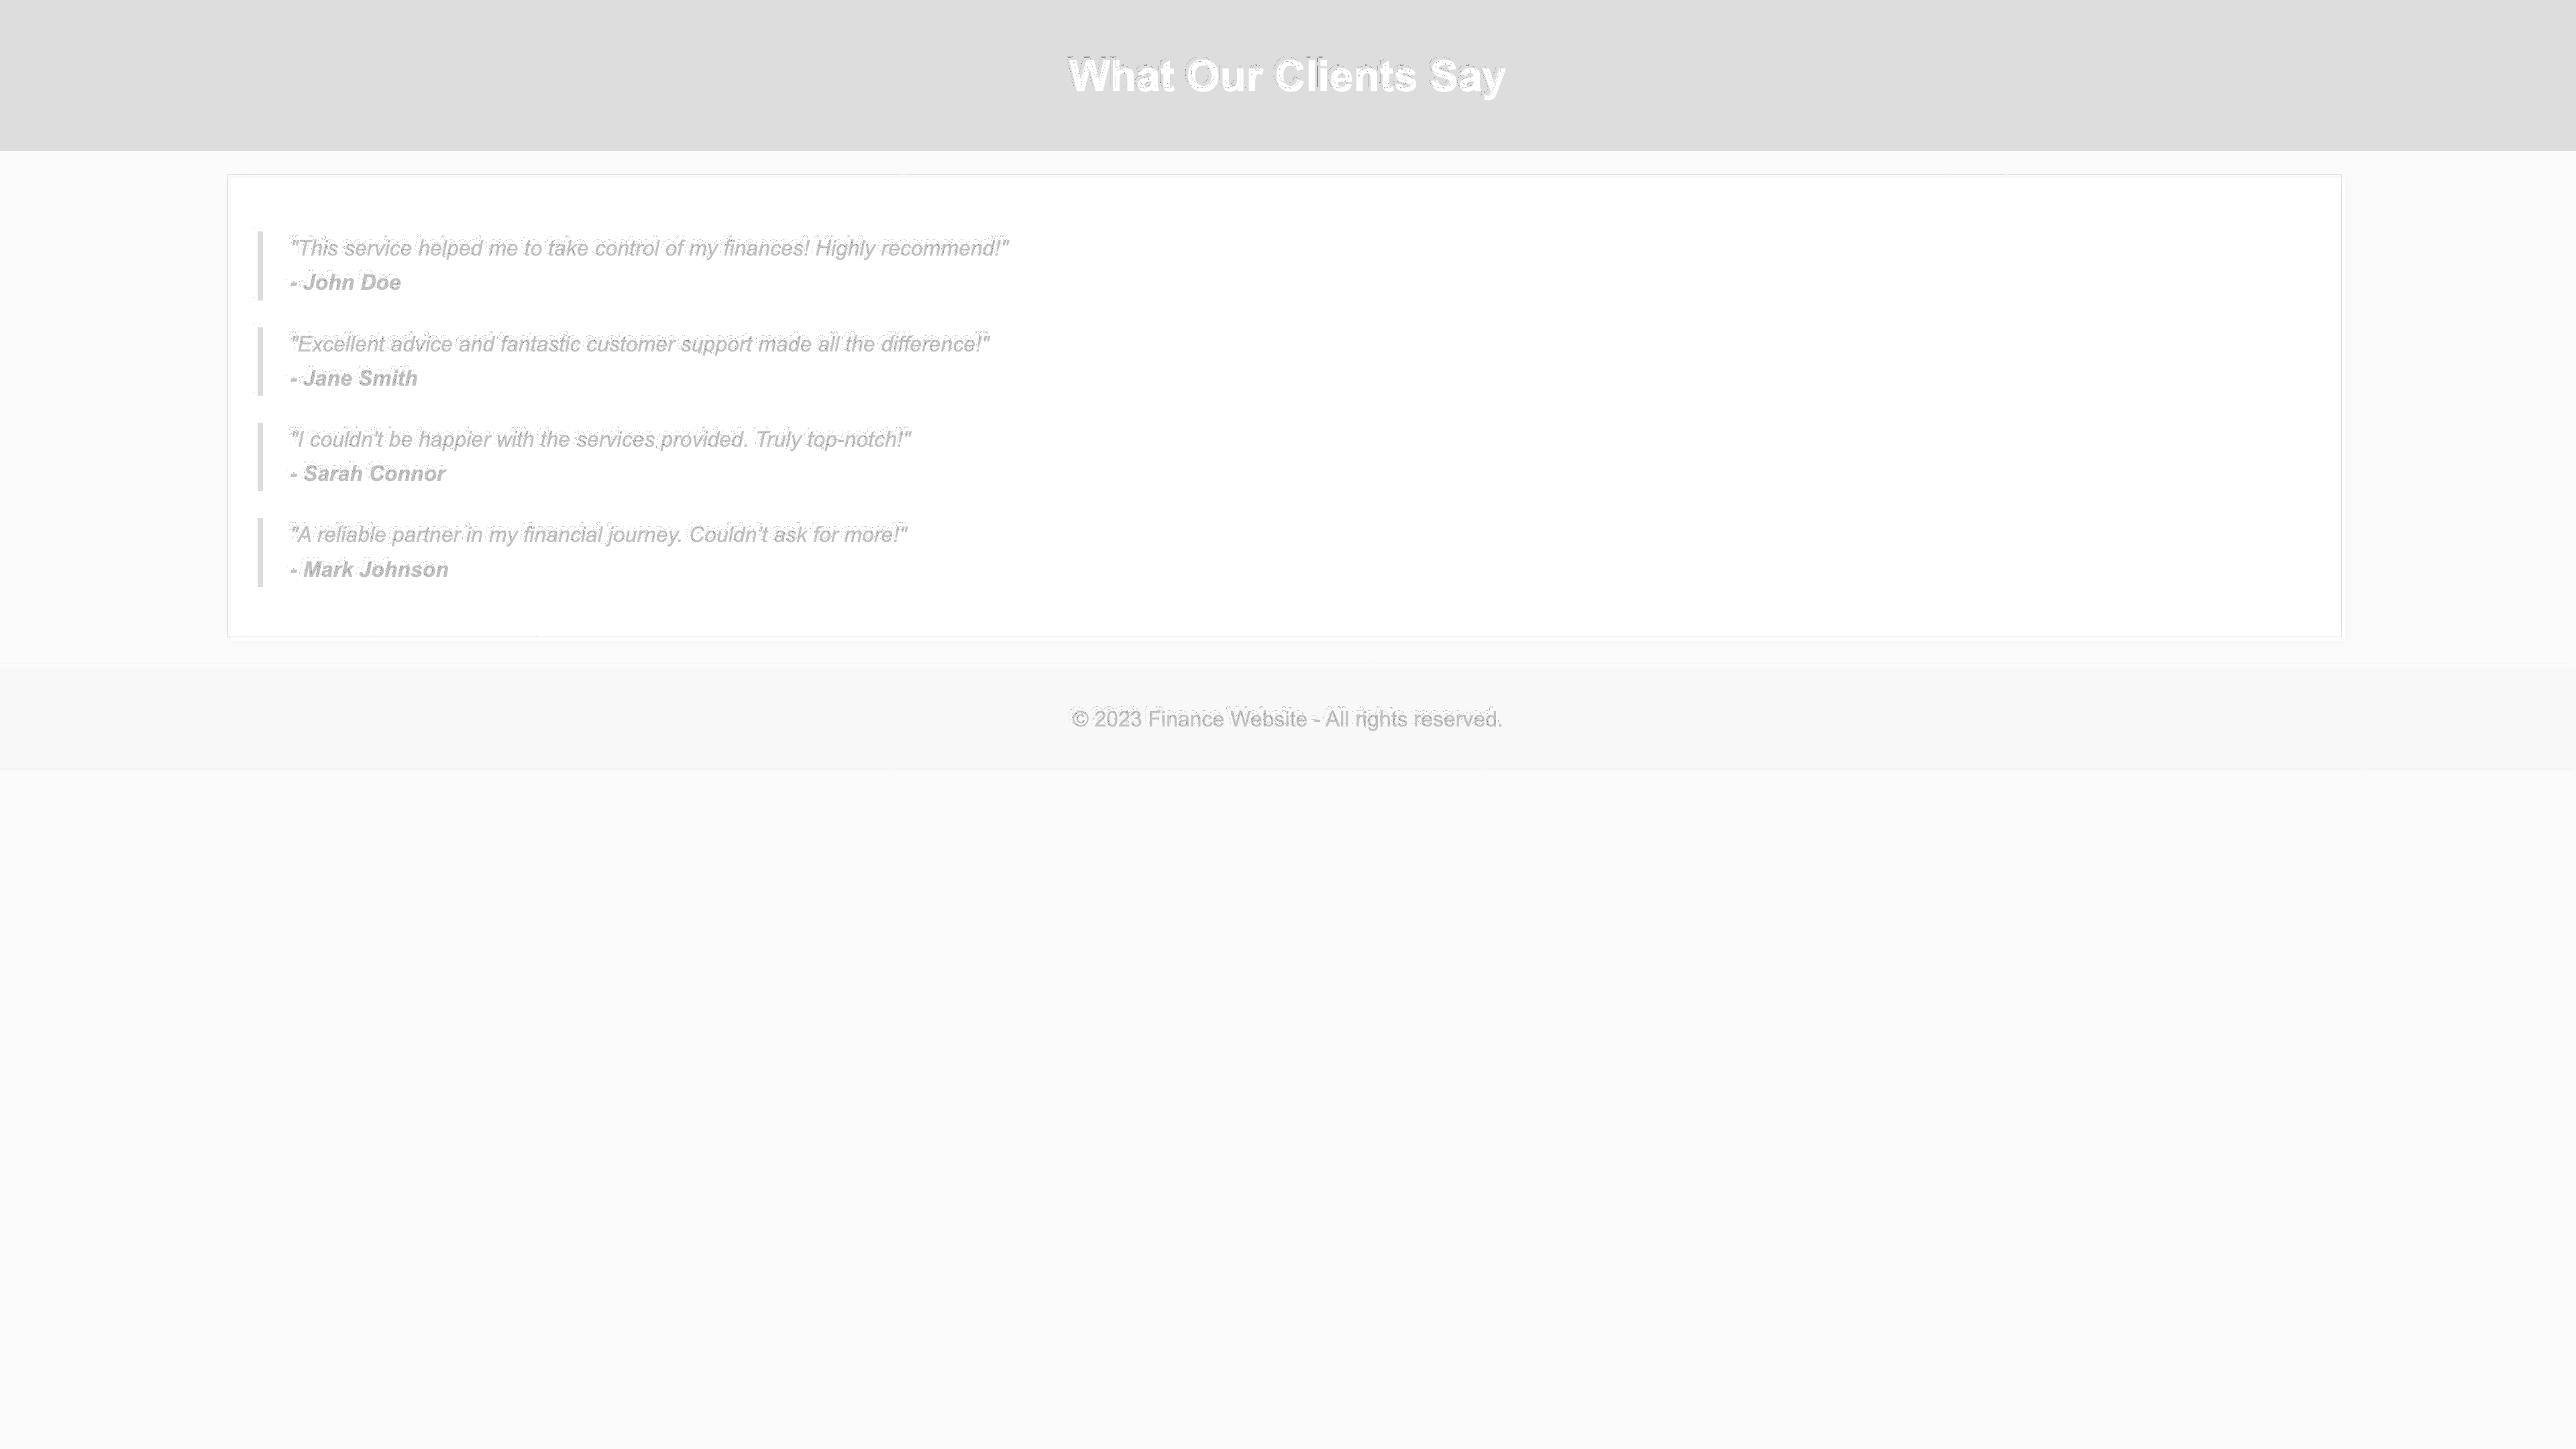 What Our Clients Say
"This service helped me to take control of my finances! Highly recommend!"
- John Doe
"Excellent advice and fantastic customer support made all the difference!"
- Jane Smith
"I couldn't be happier with the services provided. Truly top-notch!"
- Sarah Connor
"A reliable partner in my financial journey. Couldn't ask for more!"
- Mark Johnson
© 2023 Finance Website - All rights reserved.